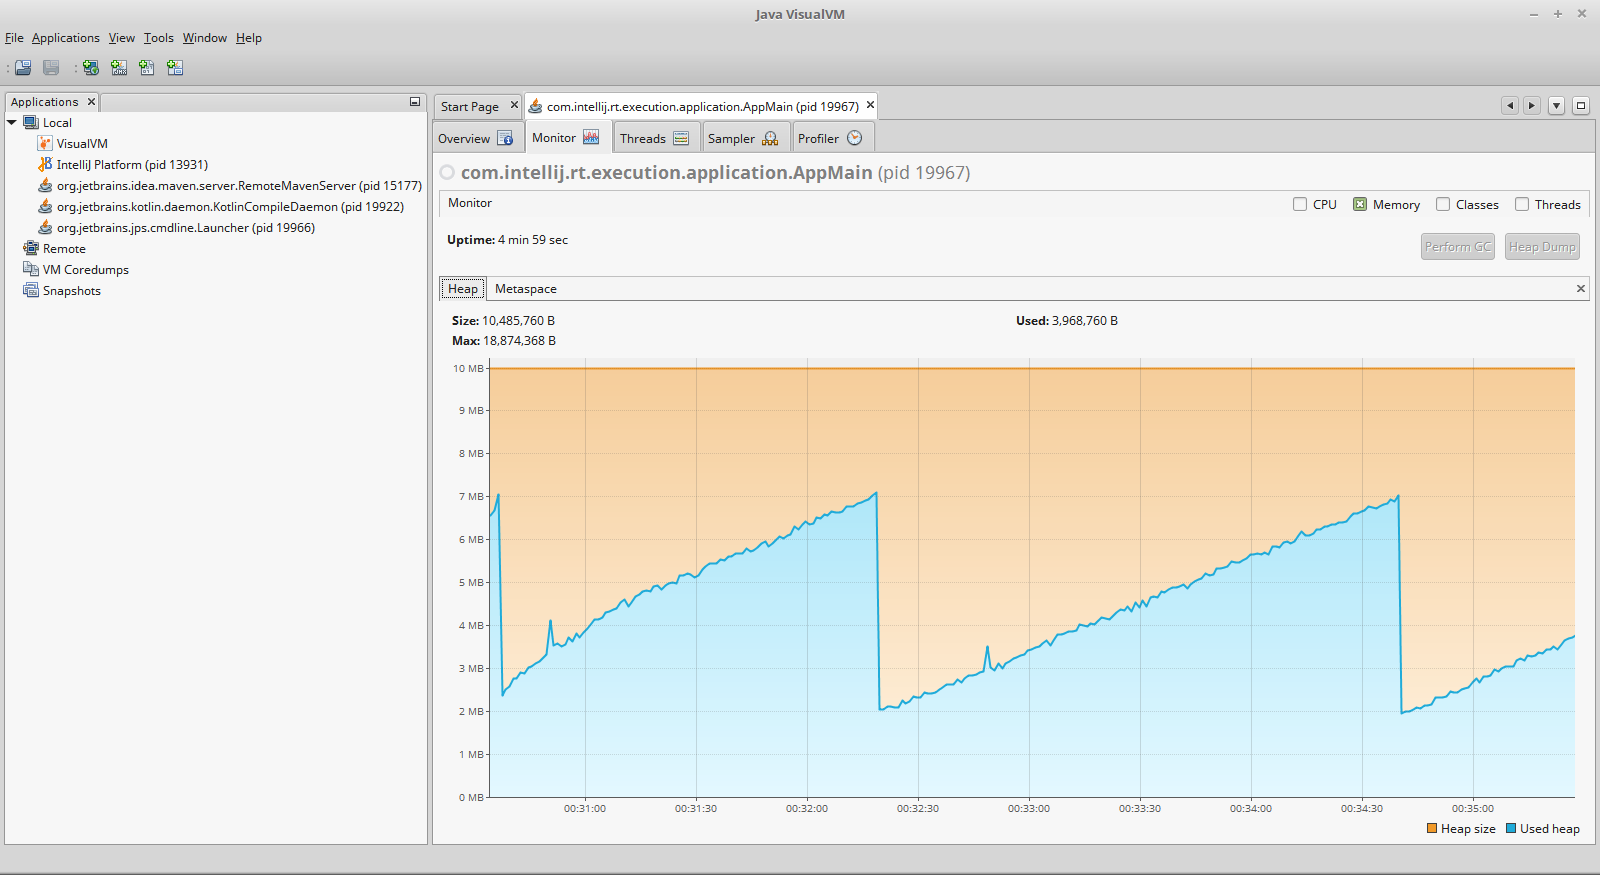 Java VisualVM
File Applications View Tools Window Help
Applications
Local
VisualVM
IntelliJ Platform (pid 13931)
org.jetbrains.idea.maven.server.RemoteMavenServer (pid 15177)
org.jetbrains.kotlin.daemon.KotlinCompileDaemon (pid 19922)
org.jetbrains.jps.cmdline.Launcher (pid 19966)
Remote
VM Coredumps
Snapshots
Start Page com.intellij.rt.execution.application.AppMain (pid 19967)
Overview Monitor Threads Sampler Profiler
com.intellij.rt.execution.application.AppMain (pid 19967)
Monitor CPU Memory Classes Threads
Uptime: 4 min 59 sec
Perform GC Heap Dump
Heap Metaspace
Size: 10,485,760 B Used: 3,968,760 B
Max: 18,874,368 B
10 MB
9 MB
8 MB
7 MB
6 MB
5 MB
4 MB
3 MB
2 MB
1 MB
0 MB
00:31:00 00:31:30 00:32:00 00:32:30 00:33:00 00:33:30 00:34:00 00:34:30 00:35:00
Heap size Used heap